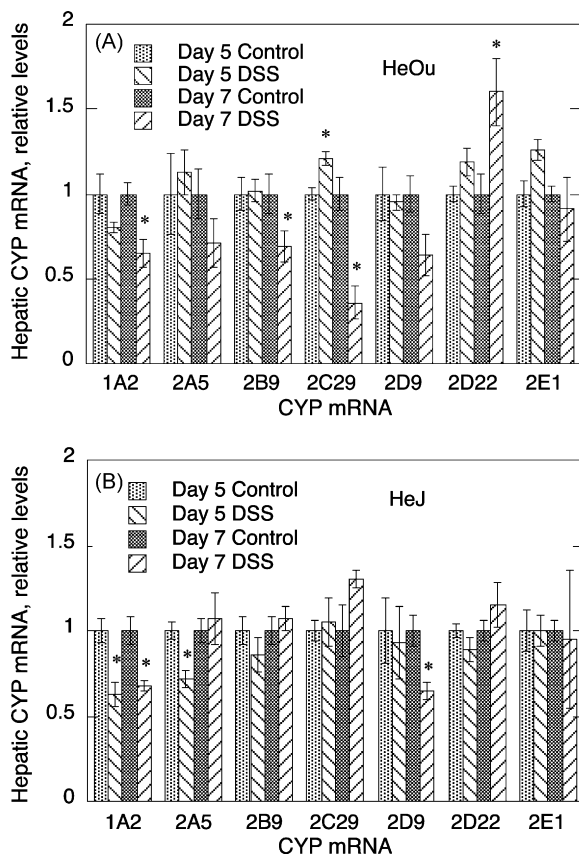 (A)
Day 5 Control
Day 5 DSS
Day 7 Control
Day 7 DSS
HeOu
Hepatic CYP mRNA, relative levels
2
1.5
1
0.5
0
*
*
*
*
*
1A2 2A5 2B9 2C29 2D9 2D22 2E1
CYP mRNA
(B)
Day 5 Control
Day 5 DSS
Day 7 Control
Day 7 DSS
HeJ
Hepatic CYP mRNA, relative levels
2
1.5
1
0.5
0
*
*
*
*
1A2 2A5 2B9 2C29 2D9 2D22 2E1
CYP mRNA